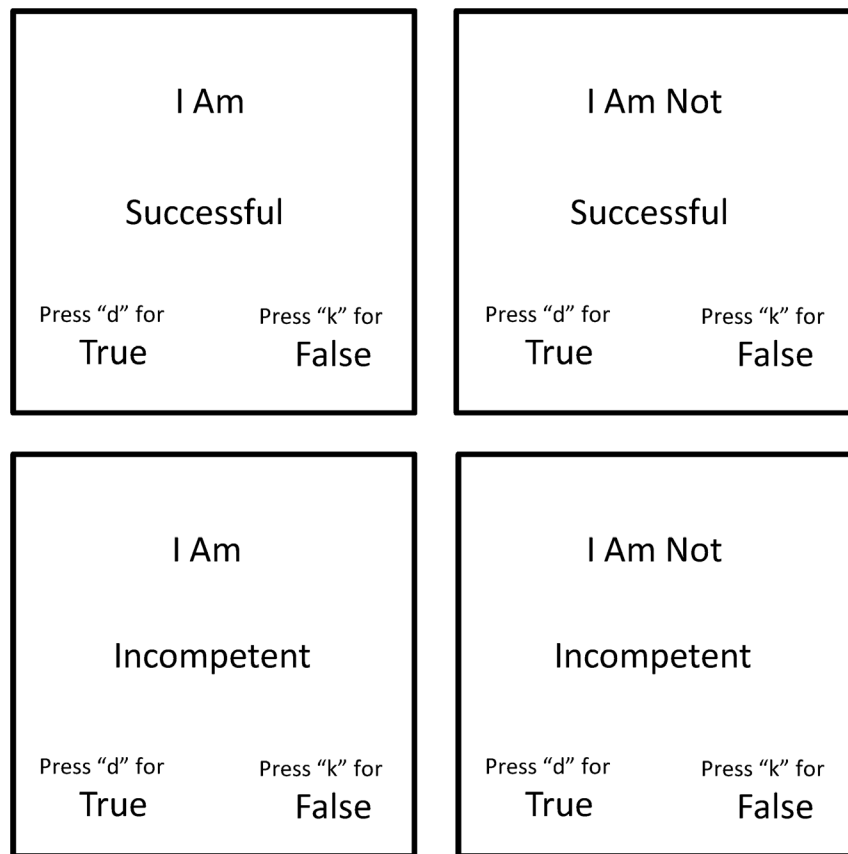 I Am
Successful
Press “d” for
True
Press “k” for
False
I Am Not
Successful
Press “d” for
True
Press “k” for
False
I Am
Incompetent
Press “d” for
True
Press “k” for
False
I Am Not
Incompetent
Press “d” for
True
Press “k” for
False